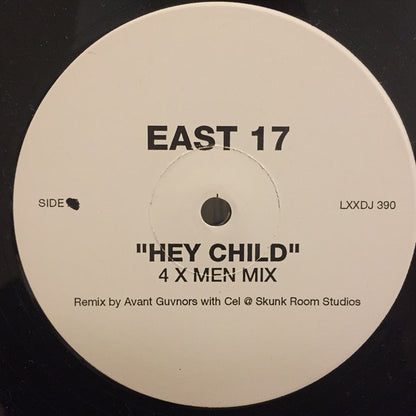 EAST 17
SIDE
LXXDJ 390
"HEY CHILD"
4 X MEN MIX
Remix by Avant Guvnors with Cel @ Skunk Room Studios